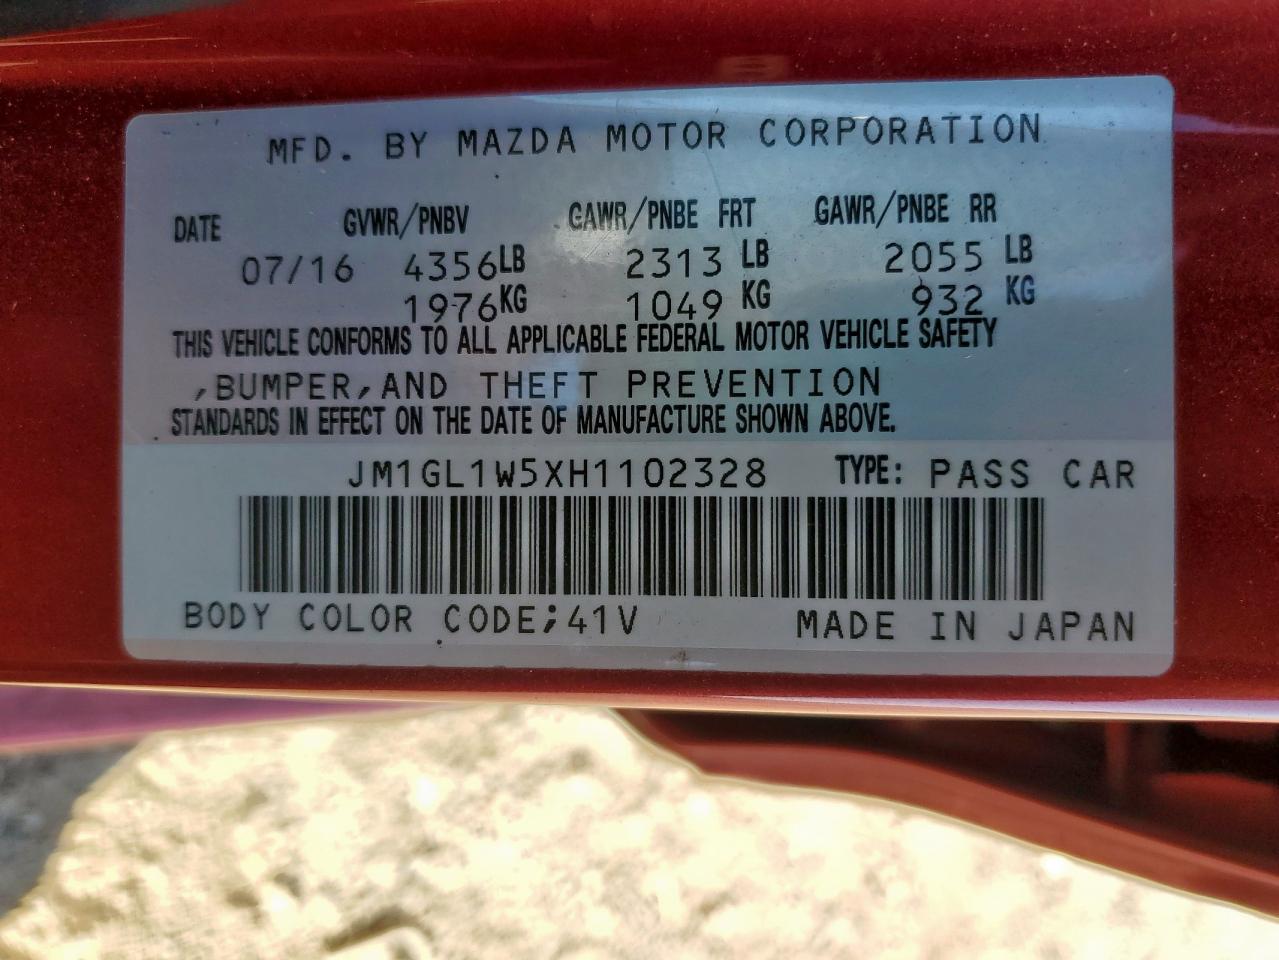 MFD. BY MAZDA MOTOR CORPORATION
DATE GVWR/PNBV GAWR/PNBE FRT GAWR/PNBE RR
07/16 4356LB 2313 LB 2055 LB
1976KG 1049 KG 932 KG
THIS VEHICLE CONFORMS TO ALL APPLICABLE FEDERAL MOTOR VEHICLE SAFETY
,BUMPER,AND THEFT PREVENTION
STANDARDS IN EFFECT ON THE DATE OF MANUFACTURE SHOWN ABOVE.
JM1GL1W5XH1102328 TYPE: PASS CAR
BODY COLOR CODE;41V MADE IN JAPAN